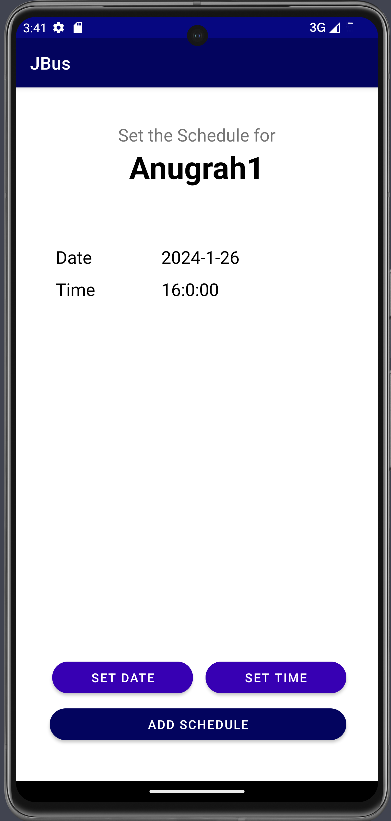 3:41 3G
JBus
Set the Schedule for
Anugrah1
Date 2024-1-26
Time 16:0:00
SET DATE SET TIME
ADD SCHEDULE